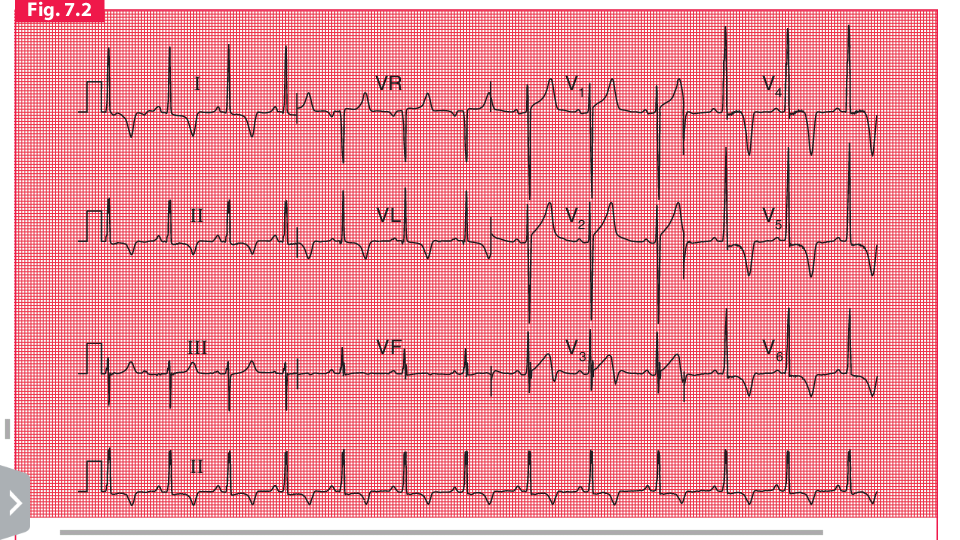 Fig. 7.2
I VR V1 V4
II VL V2 V5
III VF V3 V6
II